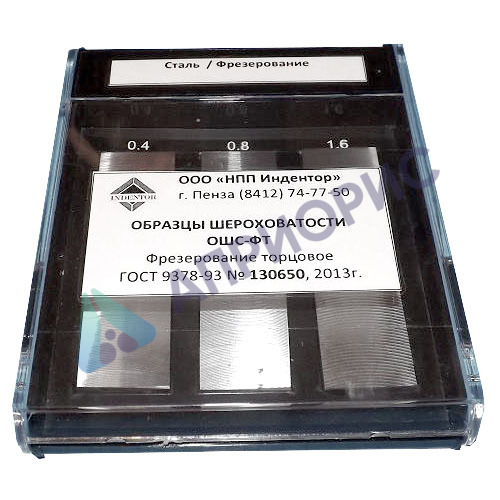 Сталь / Фрезерование
0.4 0.8 1.6
ООО «НПП Индентор»
г. Пенза (8412) 74-77-50
INDENTOR
ОБРАЗЦЫ ШЕРОХОВАТОСТИ
ОШС-ФТ
Фрезерование торцовое
ГОСТ 9378-93 № 130650, 2013г.
АПРИОРИС